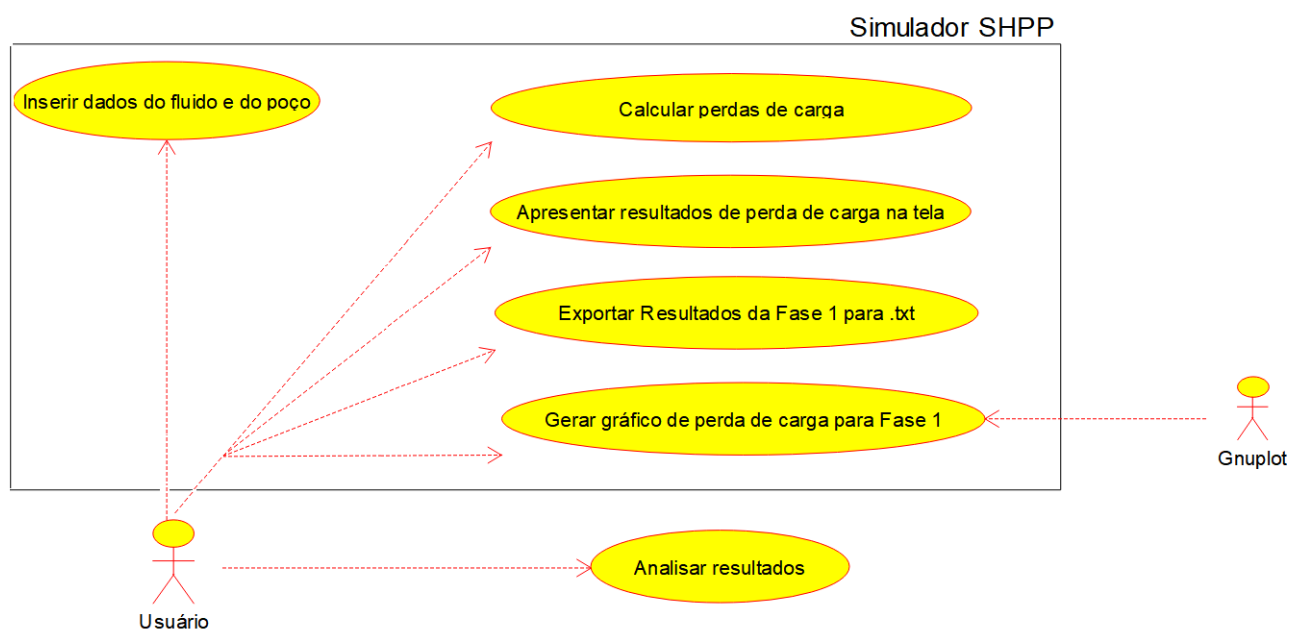 Simulador SHPP
Inserir dados do fluido e do poço
Calcular perdas de carga
Apresentar resultados de perda de carga na tela
Exportar Resultados da Fase 1 para .txt
Gerar gráfico de perda de carga para Fase 1
Gnuplot
Analisar resultados
Usuário